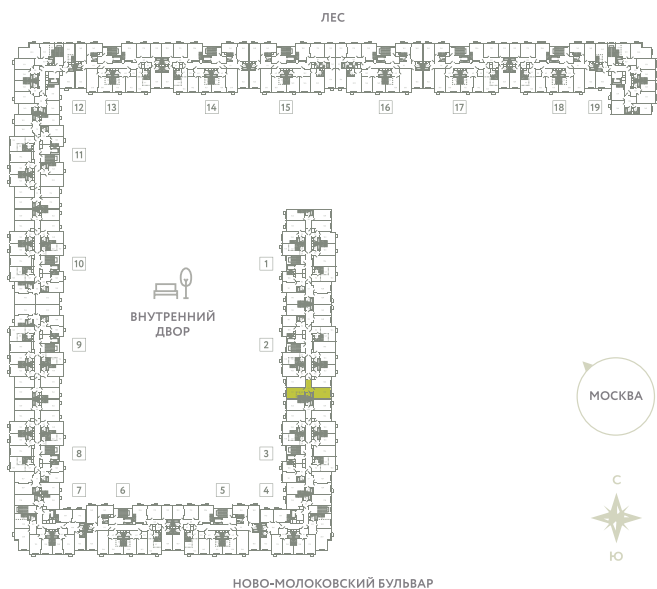 ЛЕС
12 13 14 15 16 17 18 19
11
10 1
ВНУТРЕННИЙ
ДВОР
9 2
МОСКВА
8 3
7 6 5 4
С
Ю
НОВО-МОЛОКОВСКИЙ БУЛЬВАР